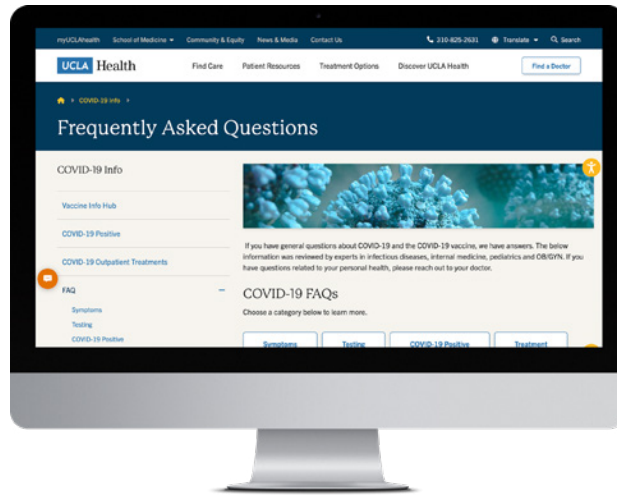 myUCLAhealth School of Medicine Community & Equity News & Media Contact Us 310-825-2631 Translate Search
UCLA Health Find Care Patient Resources Treatment Options Discover UCLA Health Find a Doctor
COVID-19 Info
Frequently Asked Questions
COVID-19 Info
Vaccine Info Hub
COVID-19 Positive
COVID-19 Outpatient Treatments
FAQ
Symptoms
Testing
COVID-19 Positive
If you have general questions about COVID-19 and the COVID-19 vaccine, we have answers. The below
information was reviewed by experts in infectious diseases, internal medicine, pediatrics and OB/GYN. If you
have questions related to your personal health, please reach out to your doctor.
COVID-19 FAQs
Choose a category below to learn more.
Symptoms Testing COVID-19 Positive Treatment